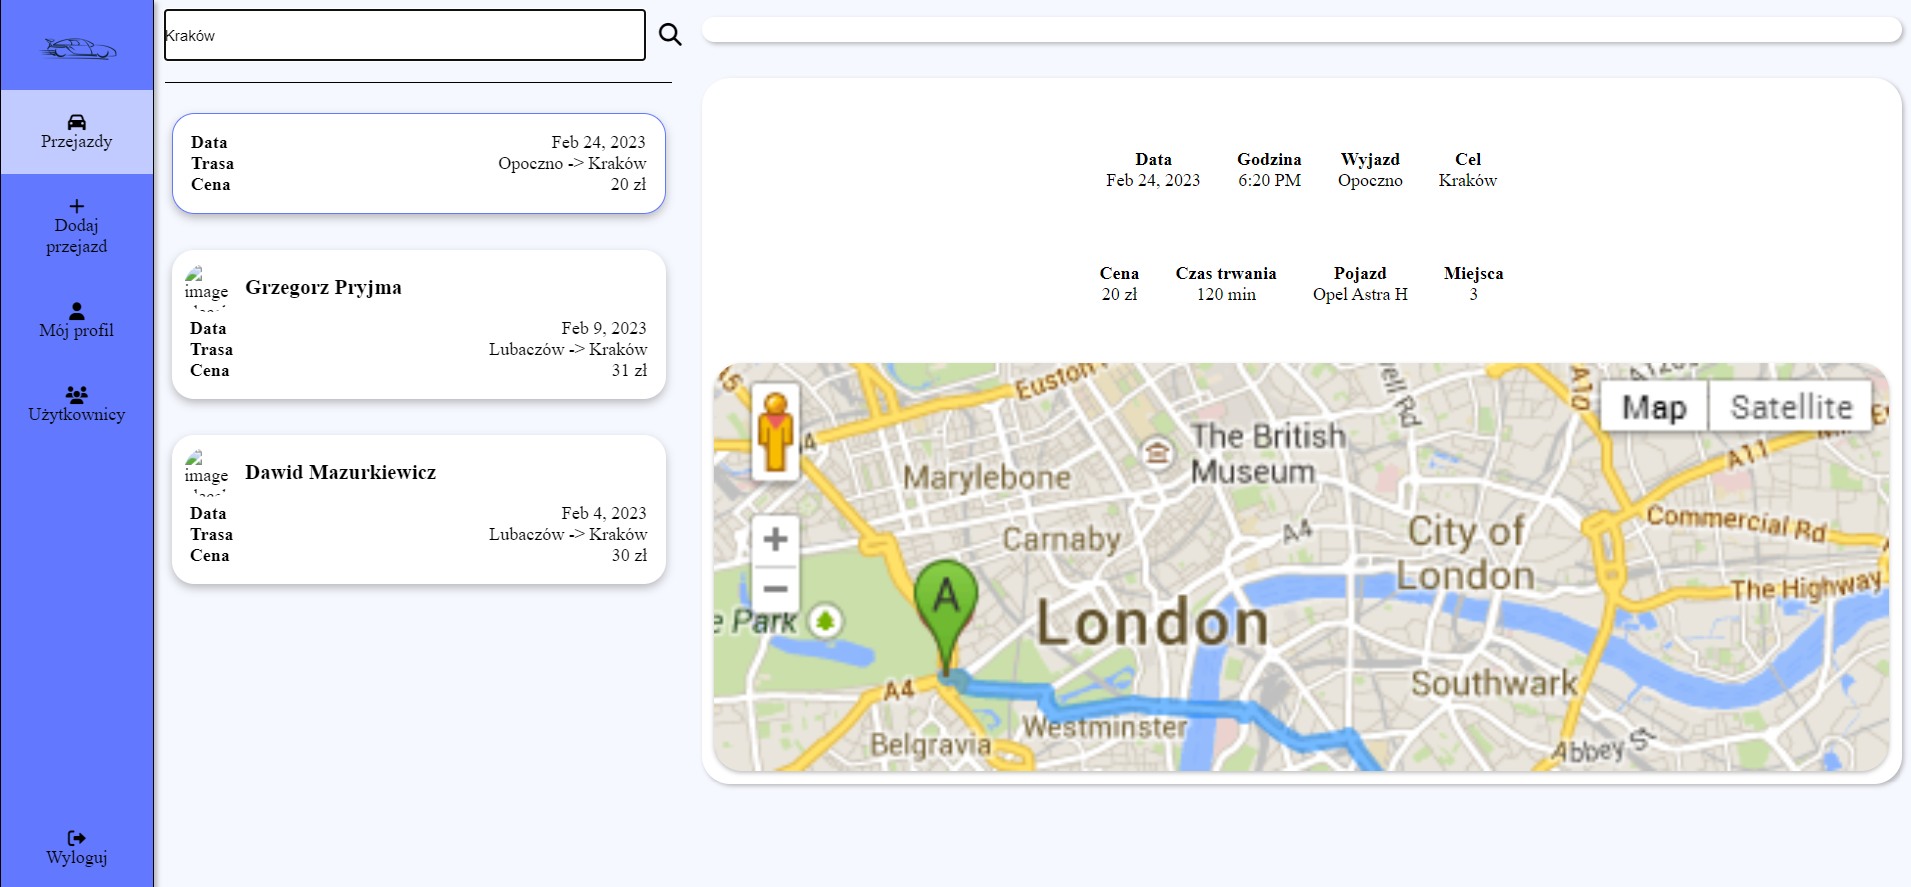 Przejazdy
Dodaj
przejazd
Mój profil
Użytkownicy
Wyloguj
Kraków
Data Feb 24, 2023
Trasa Opoczno -> Kraków
Cena 20 zł
image
Grzegorz Pryjma
Data Feb 9, 2023
Trasa Lubaczów -> Kraków
Cena 31 zł
image
Dawid Mazurkiewicz
Data Feb 4, 2023
Trasa Lubaczów -> Kraków
Cena 30 zł
Data Godzina Wyjazd Cel
Feb 24, 2023 6:20 PM Opoczno Kraków
Cena Czas trwania Pojazd Miejsca
20 zł 120 min Opel Astra H 3
Euston
A10
Map Satellite
The British
Museum
A11
Marylebone
A4
City of
London
Commercial Rd
Carnaby
The Highway
A
e Park
London
A4
Southwark
Westminster
Belgravia
Abbey St